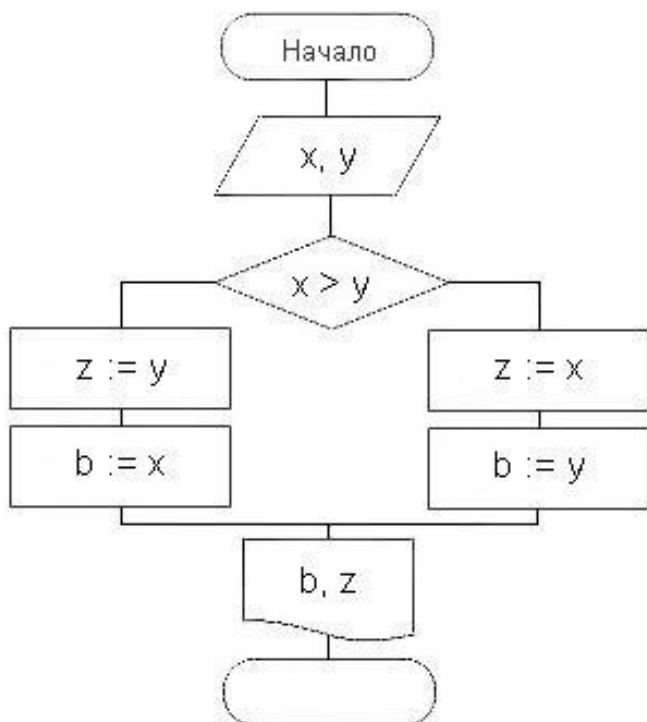 Начало
x, y
x > y
z := y
z := x
b := x
b := y
b, z